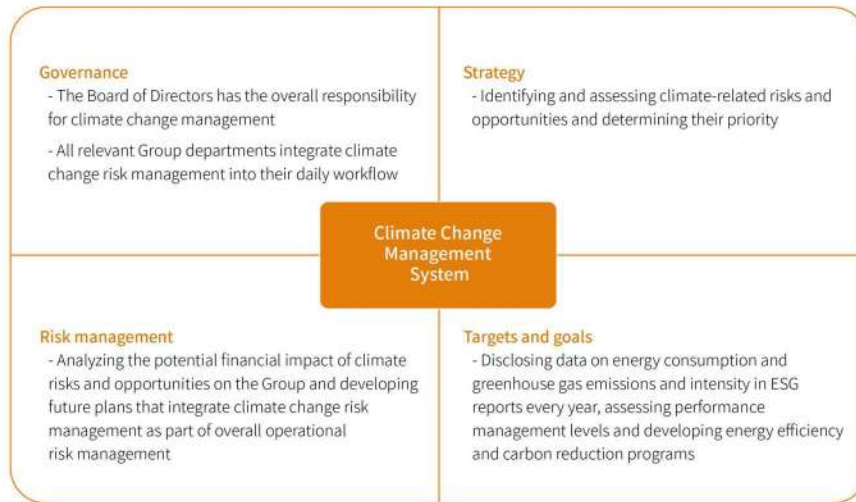 Governance
- The Board of Directors has the overall responsibility
for climate change management
- All relevant Group departments integrate climate
change risk management into their daily workflow
Strategy
- Identifying and assessing climate-related risks and
opportunities and determining their priority
Climate Change
Management
System
Risk management
- Analyzing the potential financial impact of climate
risks and opportunities on the Group and developing
future plans that integrate climate change risk
management as part of overall operational
risk management
Targets and goals
- Disclosing data on energy consumption and
greenhouse gas emissions and intensity in ESG
reports every year, assessing performance
management levels and developing energy efficiency
and carbon reduction programs